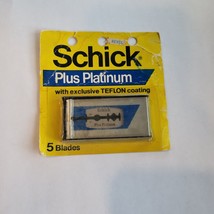 Schick®
Plus Platinum
with exclusive TEFLON coating
5 Blades